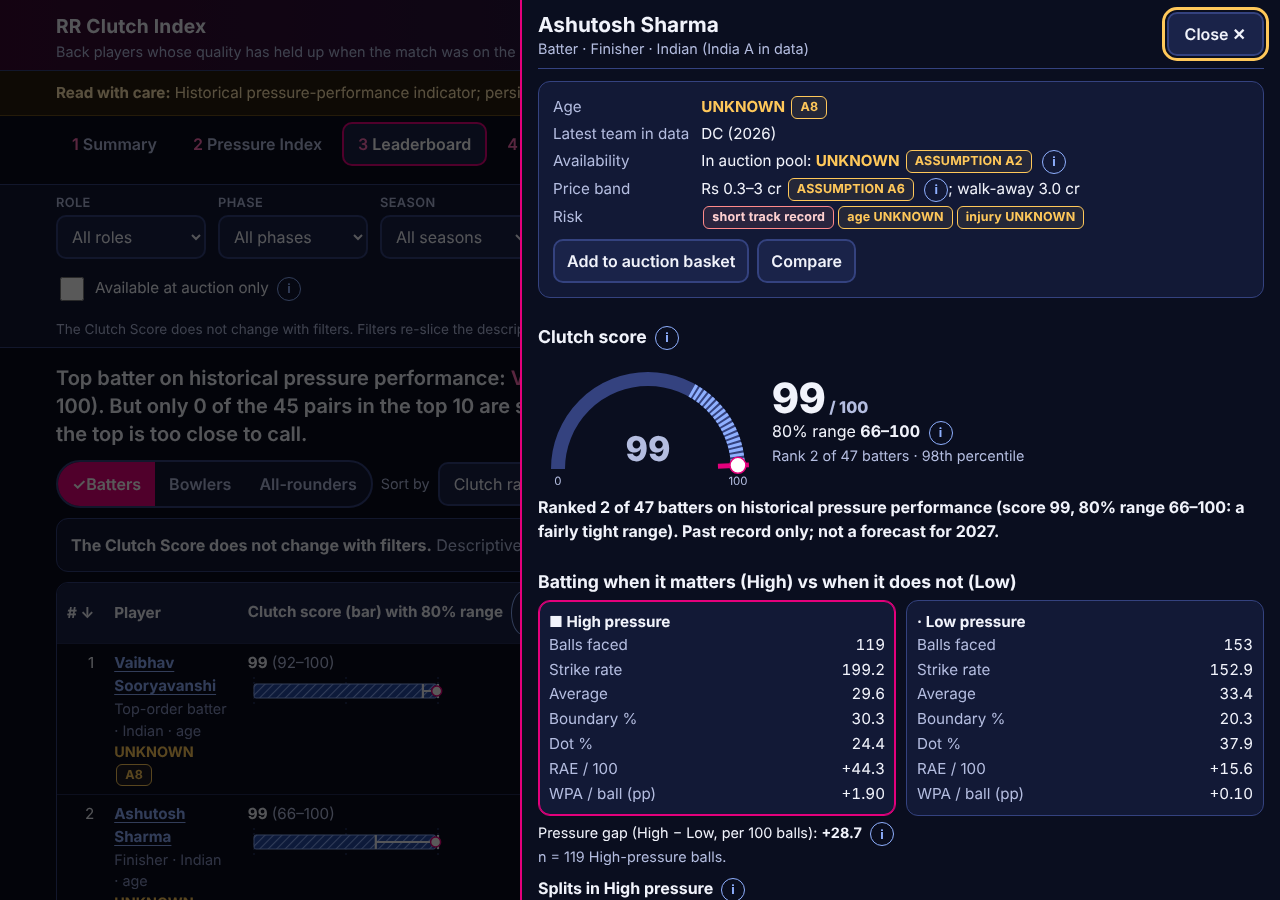 RR Clutch Index
Back players whose quality has held up when the match was on the
Read with care: Historical pressure-performance indicator; persi
1 Summary
2 Pressure Index
3 Leaderboard
4
ROLE
PHASE
SEASON
All roles
All phases
All seasons
Available at auction only i
The Clutch Score does not change with filters. Filters re-slice the descrip
Top batter on historical pressure performance: V
100). But only 0 of the 45 pairs in the top 10 are s
the top is too close to call.
✓Batters
Bowlers
All-rounders
Sort by
Clutch ra
The Clutch Score does not change with filters. Descriptive
# ↓ Player Clutch score (bar) with 80% range
1 Vaibhav Sooryavanshi 99 (92–100)
Top-order batter
· Indian · age
UNKNOWN
A8
2 Ashutosh Sharma 99 (66–100)
Finisher · Indian
· age
UNKNOWN
Ashutosh Sharma
Batter · Finisher · Indian (India A in data)
Close ✕
Age UNKNOWN A8
Latest team in data DC (2026)
Availability In auction pool: UNKNOWN ASSUMPTION A2 i
Price band Rs 0.3–3 cr ASSUMPTION A6 i; walk-away 3.0 cr
Risk short track record age UNKNOWN injury UNKNOWN
Add to auction basket
Compare
Clutch score i
99
0
100
99 / 100
80% range 66–100 i
Rank 2 of 47 batters · 98th percentile
Ranked 2 of 47 batters on historical pressure performance (score 99, 80% range 66–100: a
fairly tight range). Past record only; not a forecast for 2027.
Batting when it matters (High) vs when it does not (Low)
■ High pressure
Balls faced 119
Strike rate 199.2
Average 29.6
Boundary % 30.3
Dot % 24.4
RAE / 100 +44.3
WPA / ball (pp) +1.90
· Low pressure
Balls faced 153
Strike rate 152.9
Average 33.4
Boundary % 20.3
Dot % 37.9
RAE / 100 +15.6
WPA / ball (pp) +0.10
Pressure gap (High − Low, per 100 balls): +28.7 i
n = 119 High-pressure balls.
Splits in High pressure i